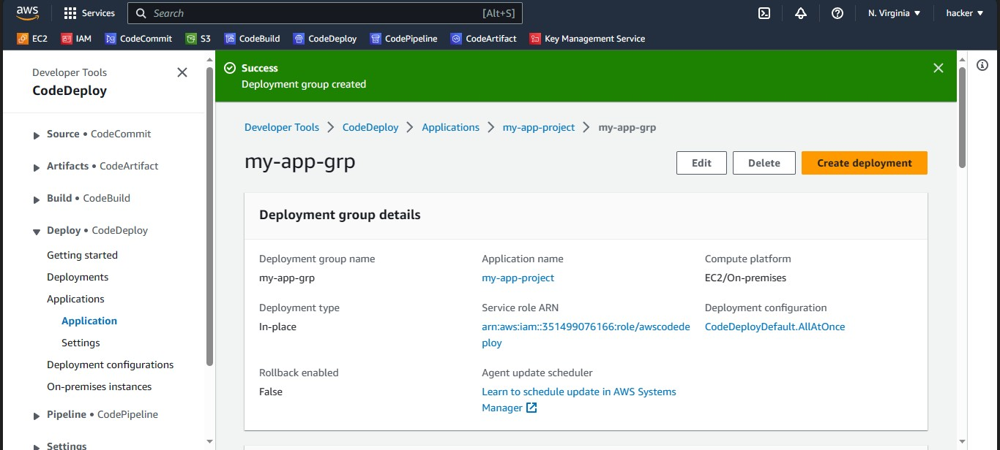 aws
Services
Search
[Alt+S]
N. Virginia
hacker
EC2
IAM
CodeCommit
S3
CodeBuild
CodeDeploy
CodePipeline
CodeArtifact
Key Management Service
Developer Tools
CodeDeploy
Source • CodeCommit
Artifacts • CodeArtifact
Build • CodeBuild
Deploy • CodeDeploy
Getting started
Deployments
Applications
Application
Settings
Deployment configurations
On-premises instances
Pipeline • CodePipeline
Settings
Success
Deployment group created
Developer Tools > CodeDeploy > Applications > my-app-project > my-app-grp
my-app-grp
Edit
Delete
Create deployment
Deployment group details
Deployment group name
my-app-grp
Application name
my-app-project
Compute platform
EC2/On-premises
Deployment type
In-place
Service role ARN
arn:aws:iam::351499076166:role/awscodede
ploy
Deployment configuration
CodeDeployDefault.AllAtOnce
Rollback enabled
False
Agent update scheduler
Learn to schedule update in AWS Systems
Manager